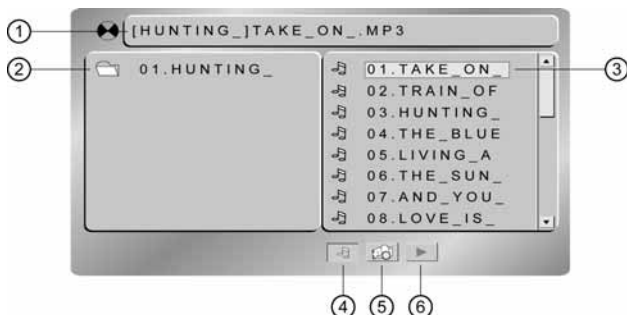 ① [HUNTING_]TAKE_ON_.MP3
② 01.HUNTING_
01.TAKE_ON_ ③
02.TRAIN_OF
03.HUNTING_
04.THE_BLUE
05.LIVING_A
06.THE_SUN_
07.AND_YOU_
08.LOVE_IS_
④ ⑤ ⑥